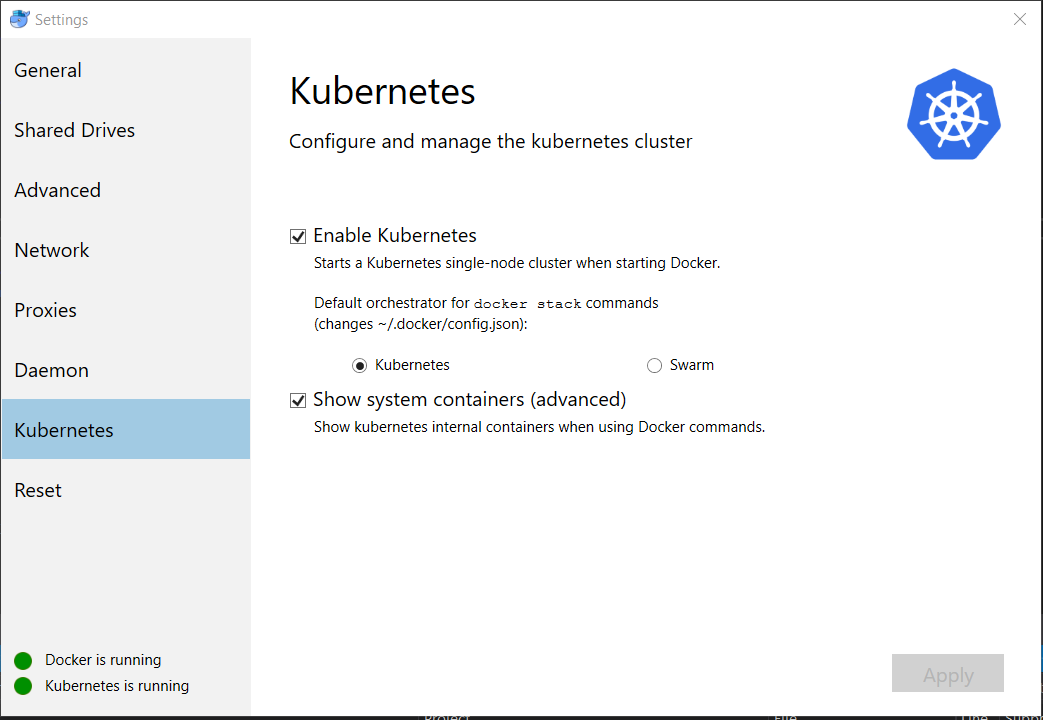 Settings
General
Shared Drives
Advanced
Network
Proxies
Daemon
Kubernetes
Reset
Docker is running
Kubernetes is running
Kubernetes
Configure and manage the kubernetes cluster
Enable Kubernetes
Starts a Kubernetes single-node cluster when starting Docker.
Default orchestrator for docker stack commands
(changes ~/.docker/config.json):
Kubernetes Swarm
Show system containers (advanced)
Show kubernetes internal containers when using Docker commands.
Apply
Project File Line